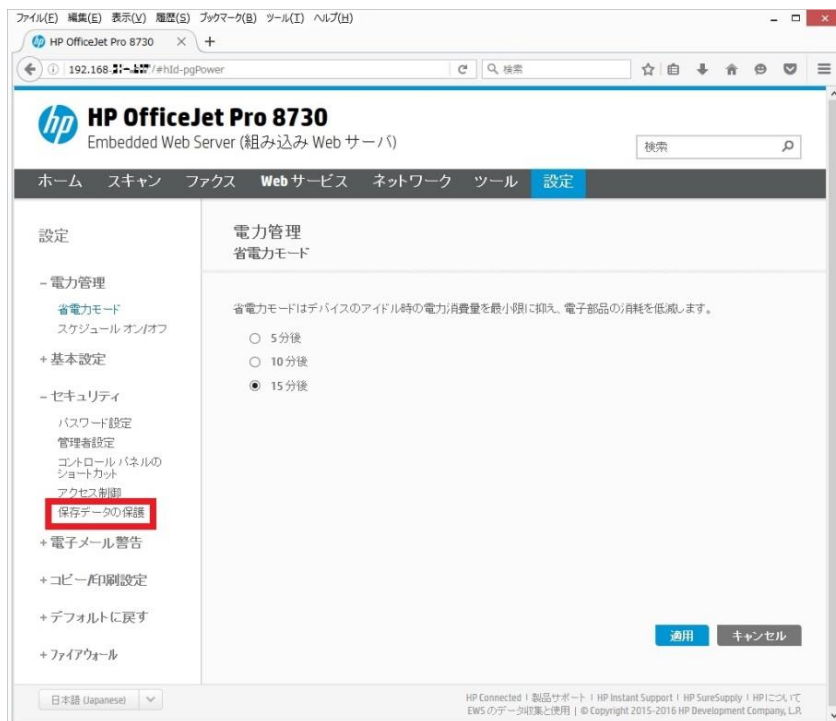 ファイル(F) 編集(E) 表示(V) 履歴(S) ブックマーク(B) ツール(T) ヘルプ(H)
HP OfficeJet Pro 8730
192.168. /#hId-pgPower
検索
hp
HP OfficeJet Pro 8730
Embedded Web Server (組み込み Web サーバ)
検索
ホーム スキャン ファクス Web サービス ネットワーク ツール 設定
設定
- 電力管理
省電力モード
スケジュール オン/オフ
+ 基本設定
- セキュリティ
パスワード設定
管理者設定
コントロール パネルの
ショートカット
アクセス制御
保存データの保護
+ 電子メール警告
+ コピー/印刷設定
+ デフォルトに戻す
+ ファイアウォール
電力管理
省電力モード
省電力モードはデバイスのアイドル時の電力消費量を最小限に抑え、電子部品の消耗を低減します。
5 分後
10 分後
15 分後
適用 キャンセル
日本語 (Japanese)
HP Connected | 製品サポート | HP Instant Support | HP SureSupply | HP について
EWS のデータ収集と使用 | © Copyright 2015-2016 HP Development Company, L.P.